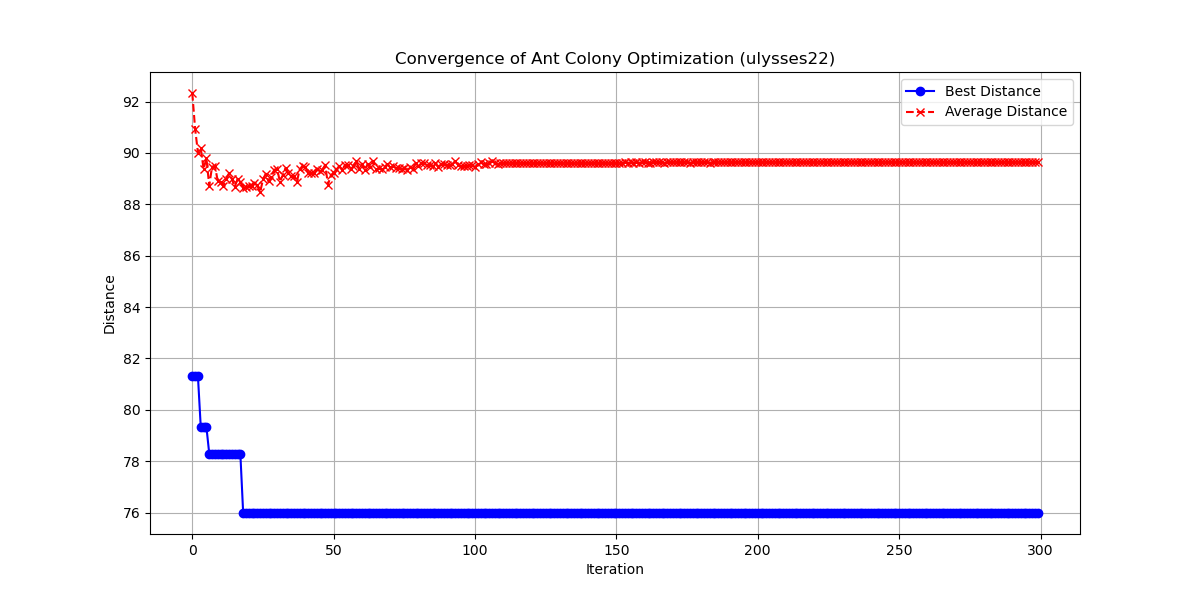 Convergence of Ant Colony Optimization (ulysses22)
Best Distance
Average Distance
Distance
92
90
88
86
84
82
80
78
76
0 50 100 150 200 250 300
Iteration